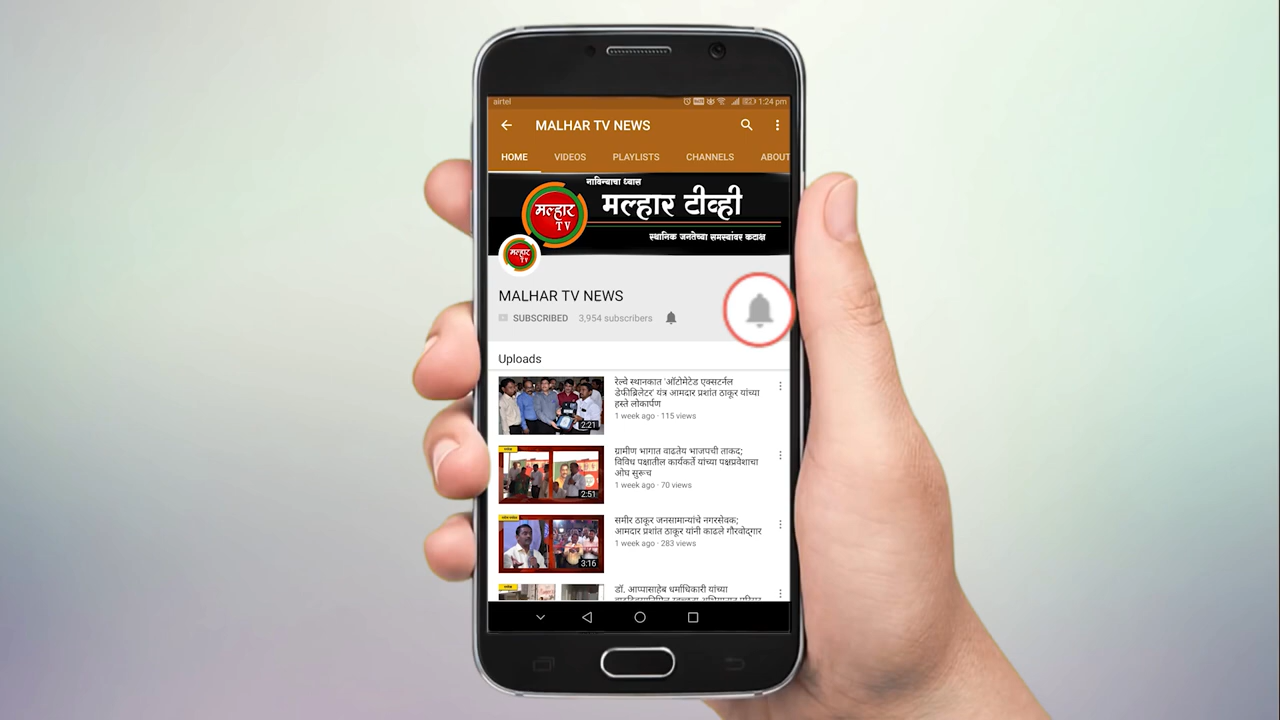 airtel
1:24 pm
MALHAR TV NEWS
HOME VIDEOS PLAYLISTS CHANNELS ABOUT
नाविन्याचा ध्यास
मल्हार TV
मल्हार टीव्ही
स्थानिक जनतेच्या समस्यांवर कटाक्ष
मल्हार TV
MALHAR TV NEWS
SUBSCRIBED 3,954 subscribers
Uploads
रेल्वे स्थानकात 'ऑटोमेटेड एक्सटर्नल
डेफीब्रिलेटर' यंत्र आमदार प्रशांत ठाकूर यांच्या
हस्ते लोकार्पण
1 week ago · 115 views
2:21
ग्रामीण भागात वाढतेय भाजपची ताकद;
विविध पक्षातील कार्यकर्ते यांच्या पक्षप्रवेशाचा
ओघ सुरूच
1 week ago · 70 views
2:51
समीर ठाकूर जनसामान्यांचे नगरसेवक;
आमदार प्रशांत ठाकूर यांनी काढले गौरवोद्गार
1 week ago · 283 views
3:16
डॉ. आप्पासाहेब धर्माधिकारी यांच्या